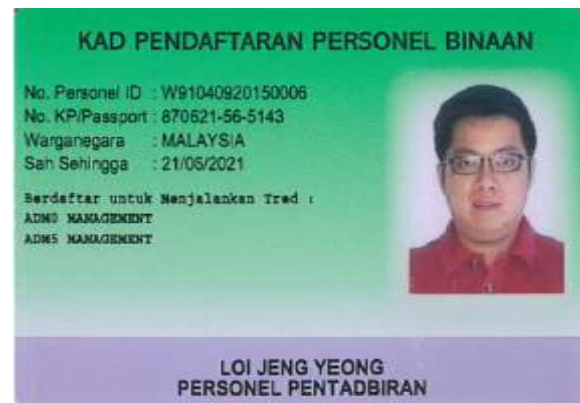 KAD PENDAFTARAN PERSONEL BINAAN
No. Personel ID : W91040920150006
No. KP/Passport : 870621-56-5143
Warganegara : MALAYSIA
Sah Sehingga : 21/06/2021
Berdaftar untuk Menjalankan Tred :
ADM0 MANAGEMENT
ADM5 MANAGEMENT
LOI JENG YEONG
PERSONEL PENTADBIRAN